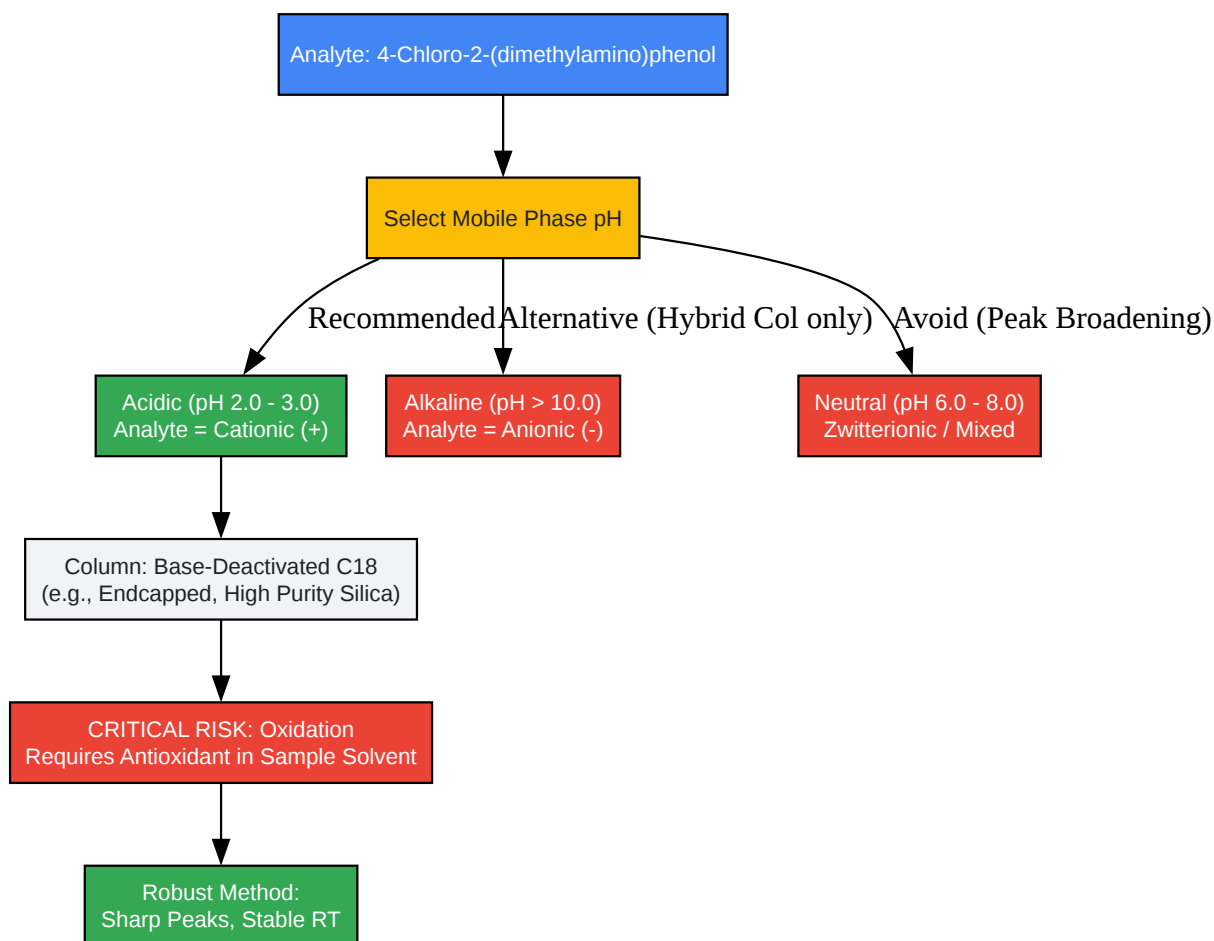 Analyte: 4-Chloro-2-(dimethylamino)phenol
Select Mobile Phase pH
Recommended
Alternative (Hybrid Col only)
Avoid (Peak Broadening)
Acidic (pH 2.0 - 3.0)
Analyte = Cationic (+)
Alkaline (pH > 10.0)
Analyte = Anionic (-)
Neutral (pH 6.0 - 8.0)
Zwitterionic / Mixed
Column: Base-Deactivated C18
(e.g., Endcapped, High Purity Silica)
CRITICAL RISK: Oxidation
Requires Antioxidant in Sample Solvent
Robust Method:
Sharp Peaks, Stable RT